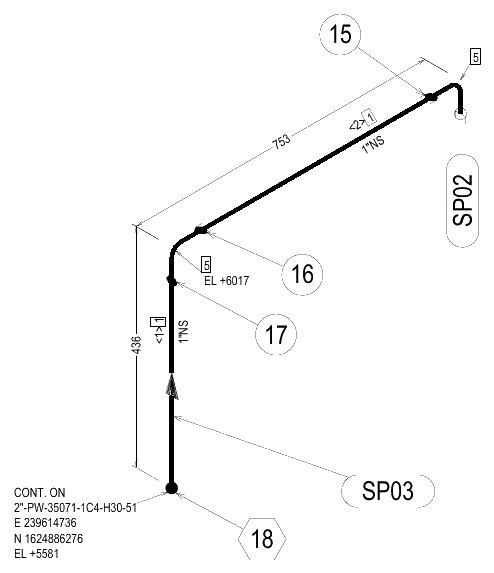 15
5
<2> 1
753
1"NS
SP02
5
EL +6017
16
17
<1> 1
1"NS
436
SP03
CONT. ON
2"-PW-35071-1C4-H30-51
E 239614736
N 1624886276
EL +5581
18